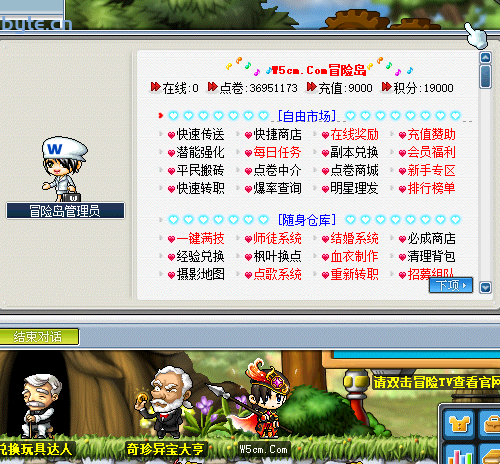 bytc.cn
W5cm.Com冒险岛
在线:0 点卷:36951173 充值:9000 积分:19000
[自由市场]
快速传送 快捷商店 在线奖励 充值赞助
潜能强化 每日任务 副本兑换 会员福利
平民搬砖 点卷中介 点卷商城 新手专区
快速转职 爆率查询 明星理发 排行榜单
W
冒险岛管理员
[随身仓库]
一键满技 师徒系统 结婚系统 必成商店
经验兑换 枫叶换点 血衣制作 清理背包
摄影地图 点歌系统 重新转职 招募组队
下项
结束对话
请双击冒险TV查看官网
兑换玩具达人 奇珍异宝大亨 W5cm.Com